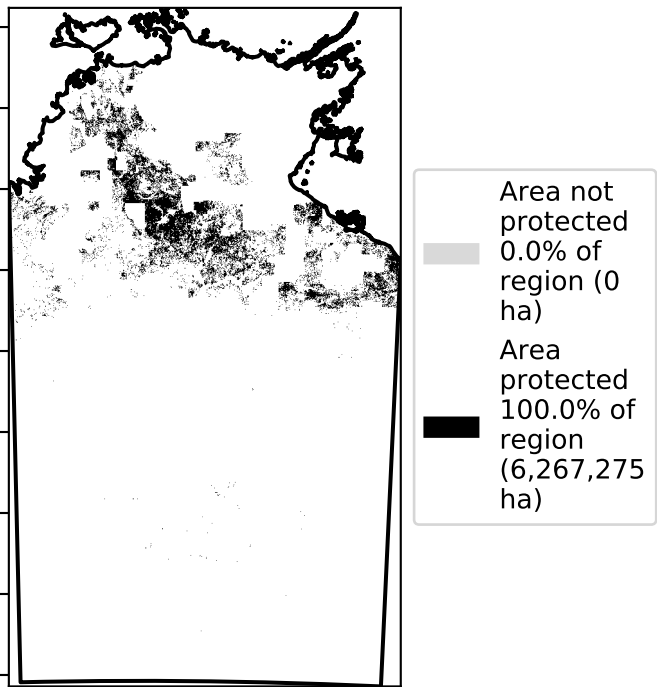 Area not
protected
0.0% of
region (0
ha)
Area
protected
100.0% of
region
(6,267,275
ha)